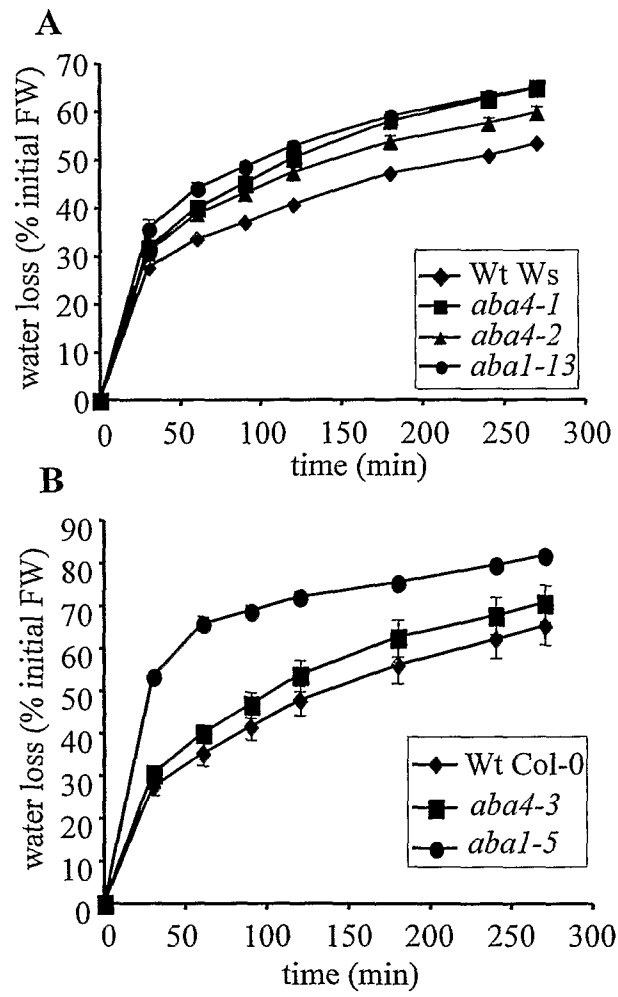 A
water loss (% initial FW)
70
60
50
40
30
20
10
0
Wt Ws
aba4-1
aba4-2
aba1-13
0 50 100 150 200 250 300
time (min)
B
water loss (% initial FW)
90
80
70
60
50
40
30
20
10
0
Wt Col-0
aba4-3
aba1-5
0 50 100 150 200 250 300
time (min)